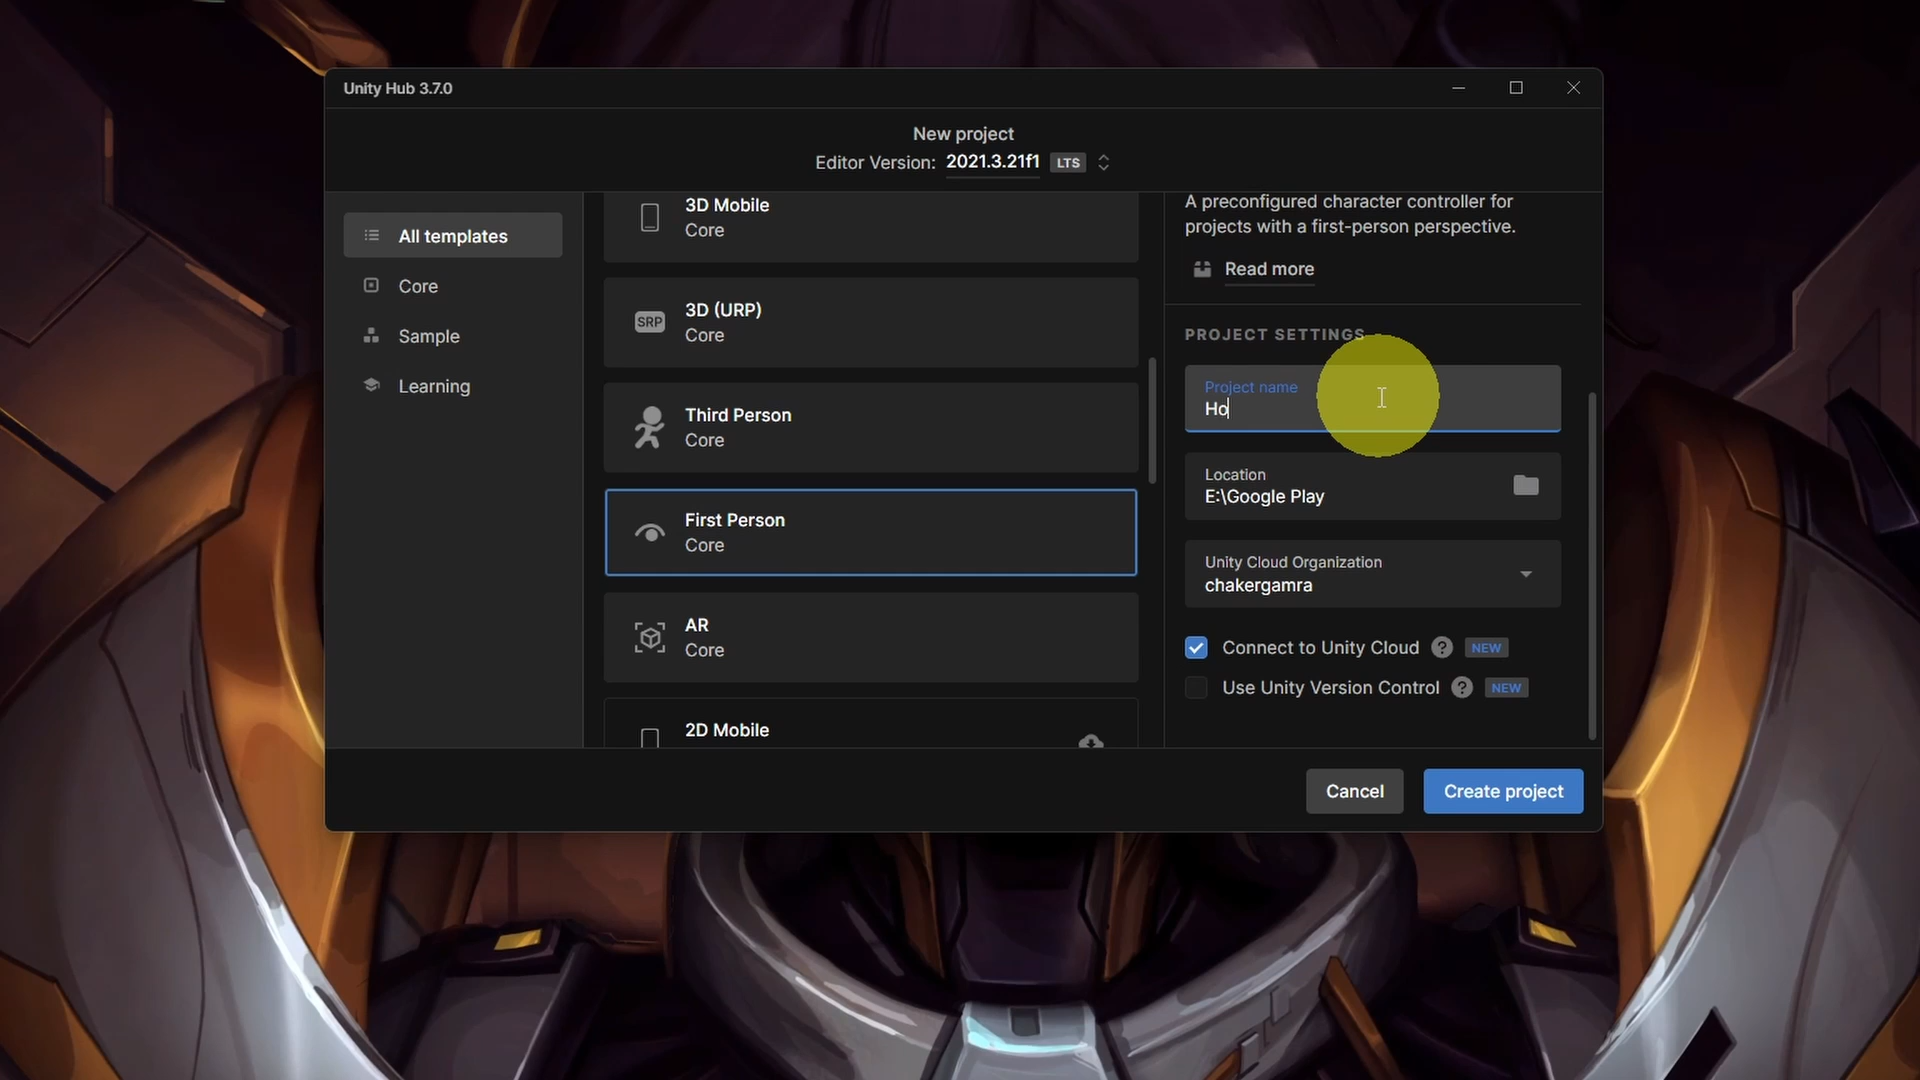 Unity Hub 3.7.0
New project
Editor Version: 2021.3.21f1 LTS
All templates
Core
Sample
Learning
3D Mobile
Core
SRP
3D (URP)
Core
Third Person
Core
First Person
Core
AR
Core
2D Mobile
A preconfigured character controller for
projects with a first-person perspective.
Read more
PROJECT SETTINGS
Project name
Ho
Location
E:\Google Play
Unity Cloud Organization
chakergamra
Connect to Unity Cloud ? NEW
Use Unity Version Control ? NEW
Cancel
Create project